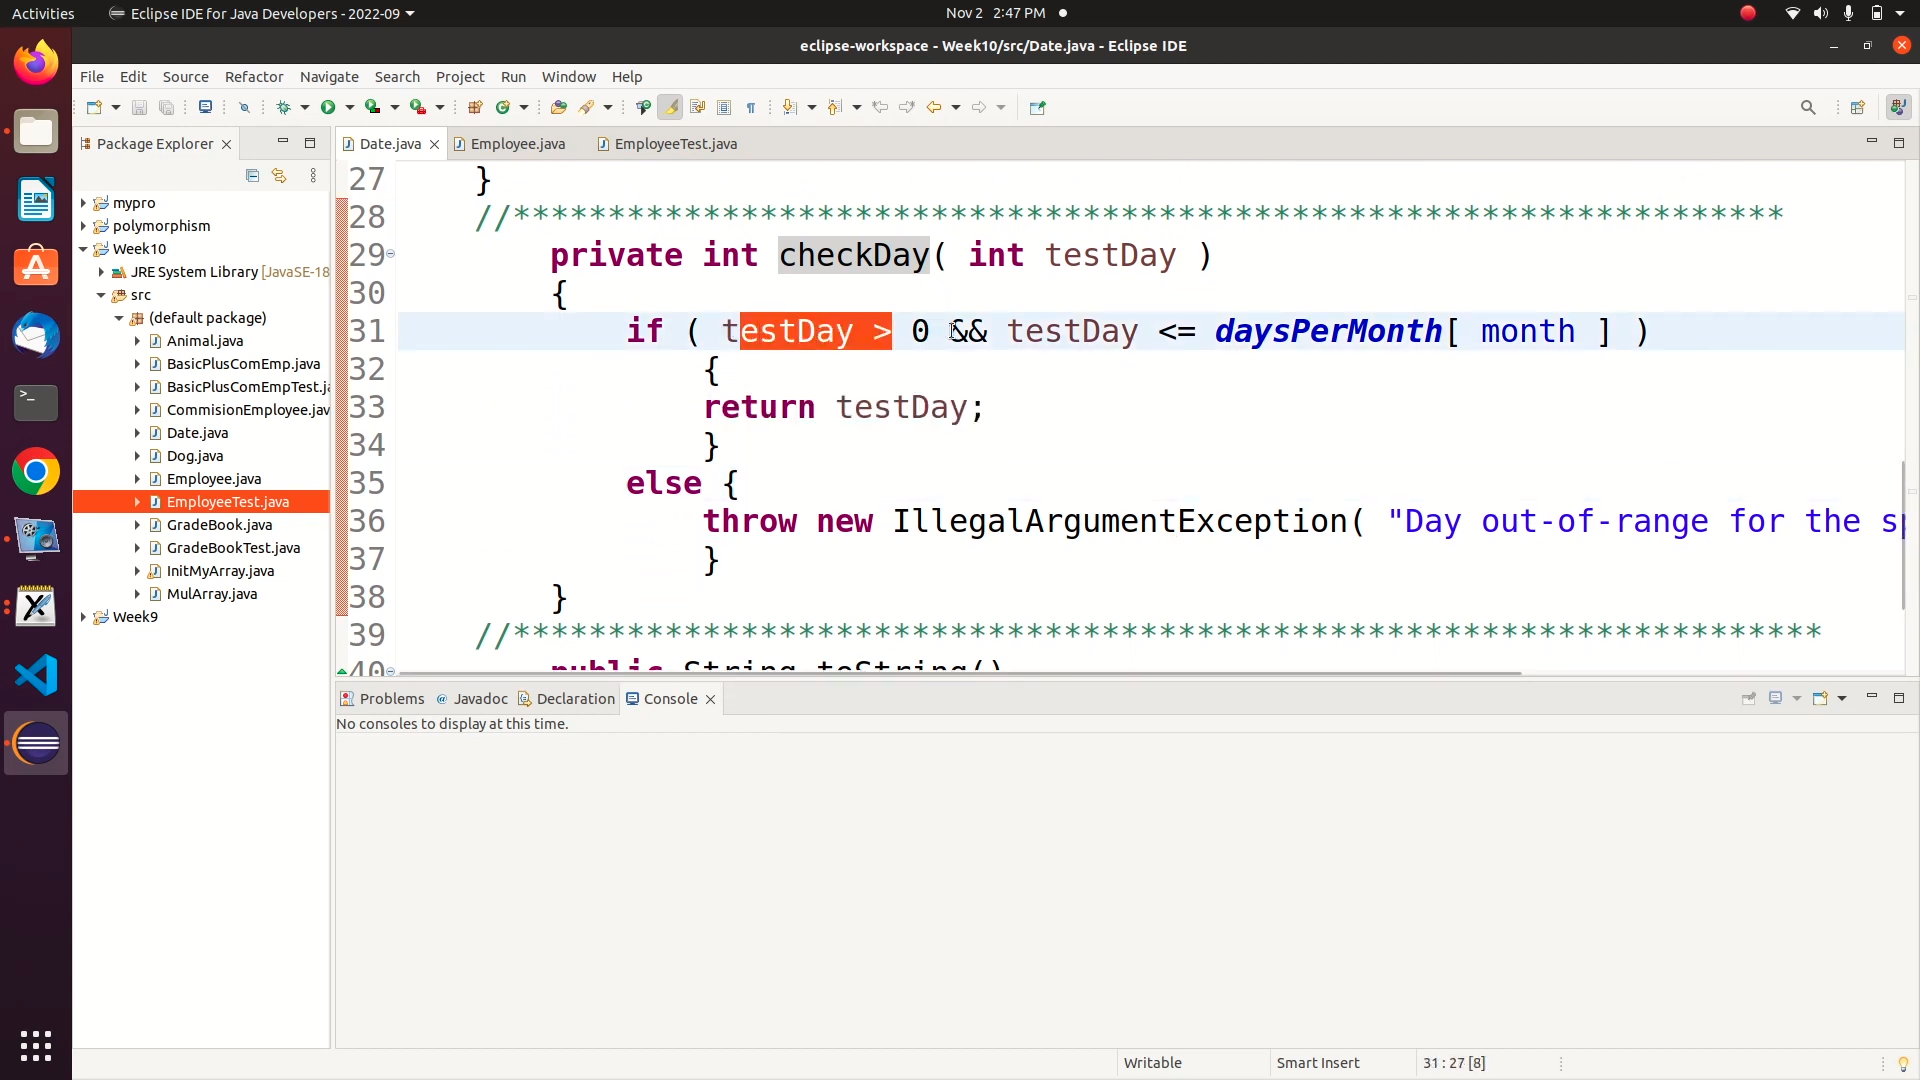 Activities
Eclipse IDE for Java Developers - 2022-09
Nov 2 2:47 PM
eclipse-workspace - Week10/src/Date.java - Eclipse IDE
File Edit Source Refactor Navigate Search Project Run Window Help
Package Explorer
Date.java
Employee.java
EmployeeTest.java
mypro
polymorphism
Week10
JRE System Library [JavaSE-18
src
(default package)
Animal.java
BasicPlusComEmp.java
BasicPlusComEmpTest.ja
CommisionEmployee.jav
Date.java
Dog.java
Employee.java
EmployeeTest.java
GradeBook.java
GradeBookTest.java
InitMyArray.java
MulArray.java
Week9
27 }
28 //*******************************************************************
29 private int checkDay( int testDay )
30 {
31 if ( testDay > 0 && testDay <= daysPerMonth[ month ] )
32 {
33 return testDay;
34 }
35 else {
36 throw new IllegalArgumentException( "Day out-of-range for the sp
37 }
38 }
39 //*********************************************************************
40 public String toString()
Problems
Javadoc
Declaration
Console
No consoles to display at this time.
Writable
Smart Insert
31 : 27 [8]